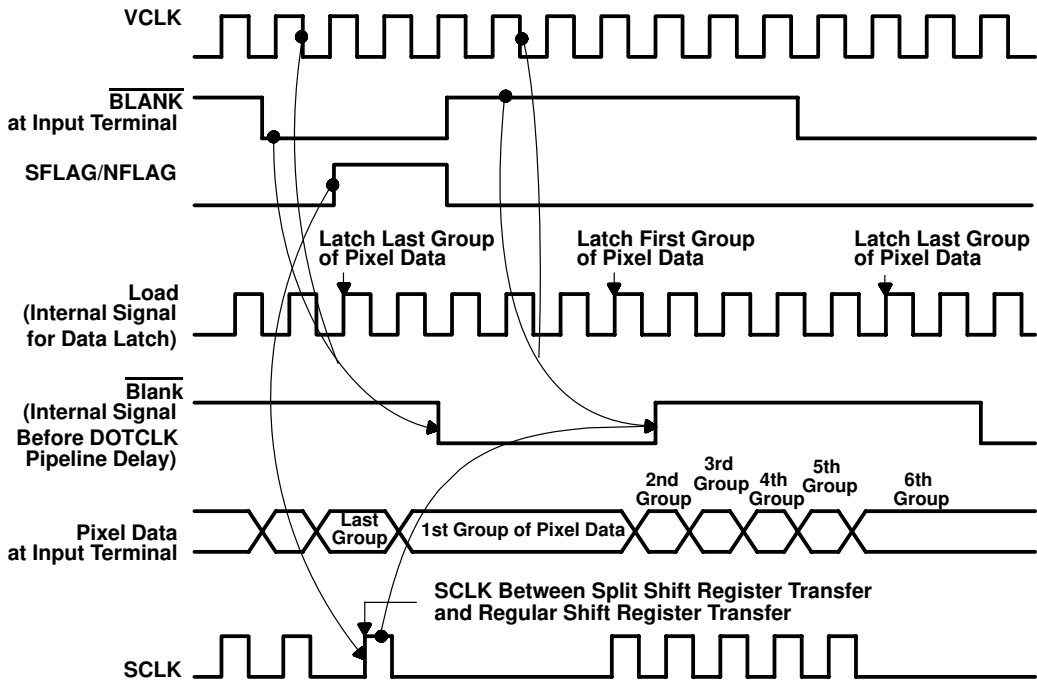 VCLK
BLANK
at Input Terminal
SFLAG/NFLAG
Latch Last Group
of Pixel Data
Latch First Group
of Pixel Data
Latch Last Group
of Pixel Data
Load
(Internal Signal
for Data Latch)
Blank
(Internal Signal
Before DOTCLK
Pipeline Delay)
2nd
Group
3rd
Group
4th
Group
5th
Group
6th
Group
Pixel Data
at Input Terminal
Last
Group
1st Group of Pixel Data
SCLK Between Split Shift Register Transfer
and Regular Shift Register Transfer
SCLK